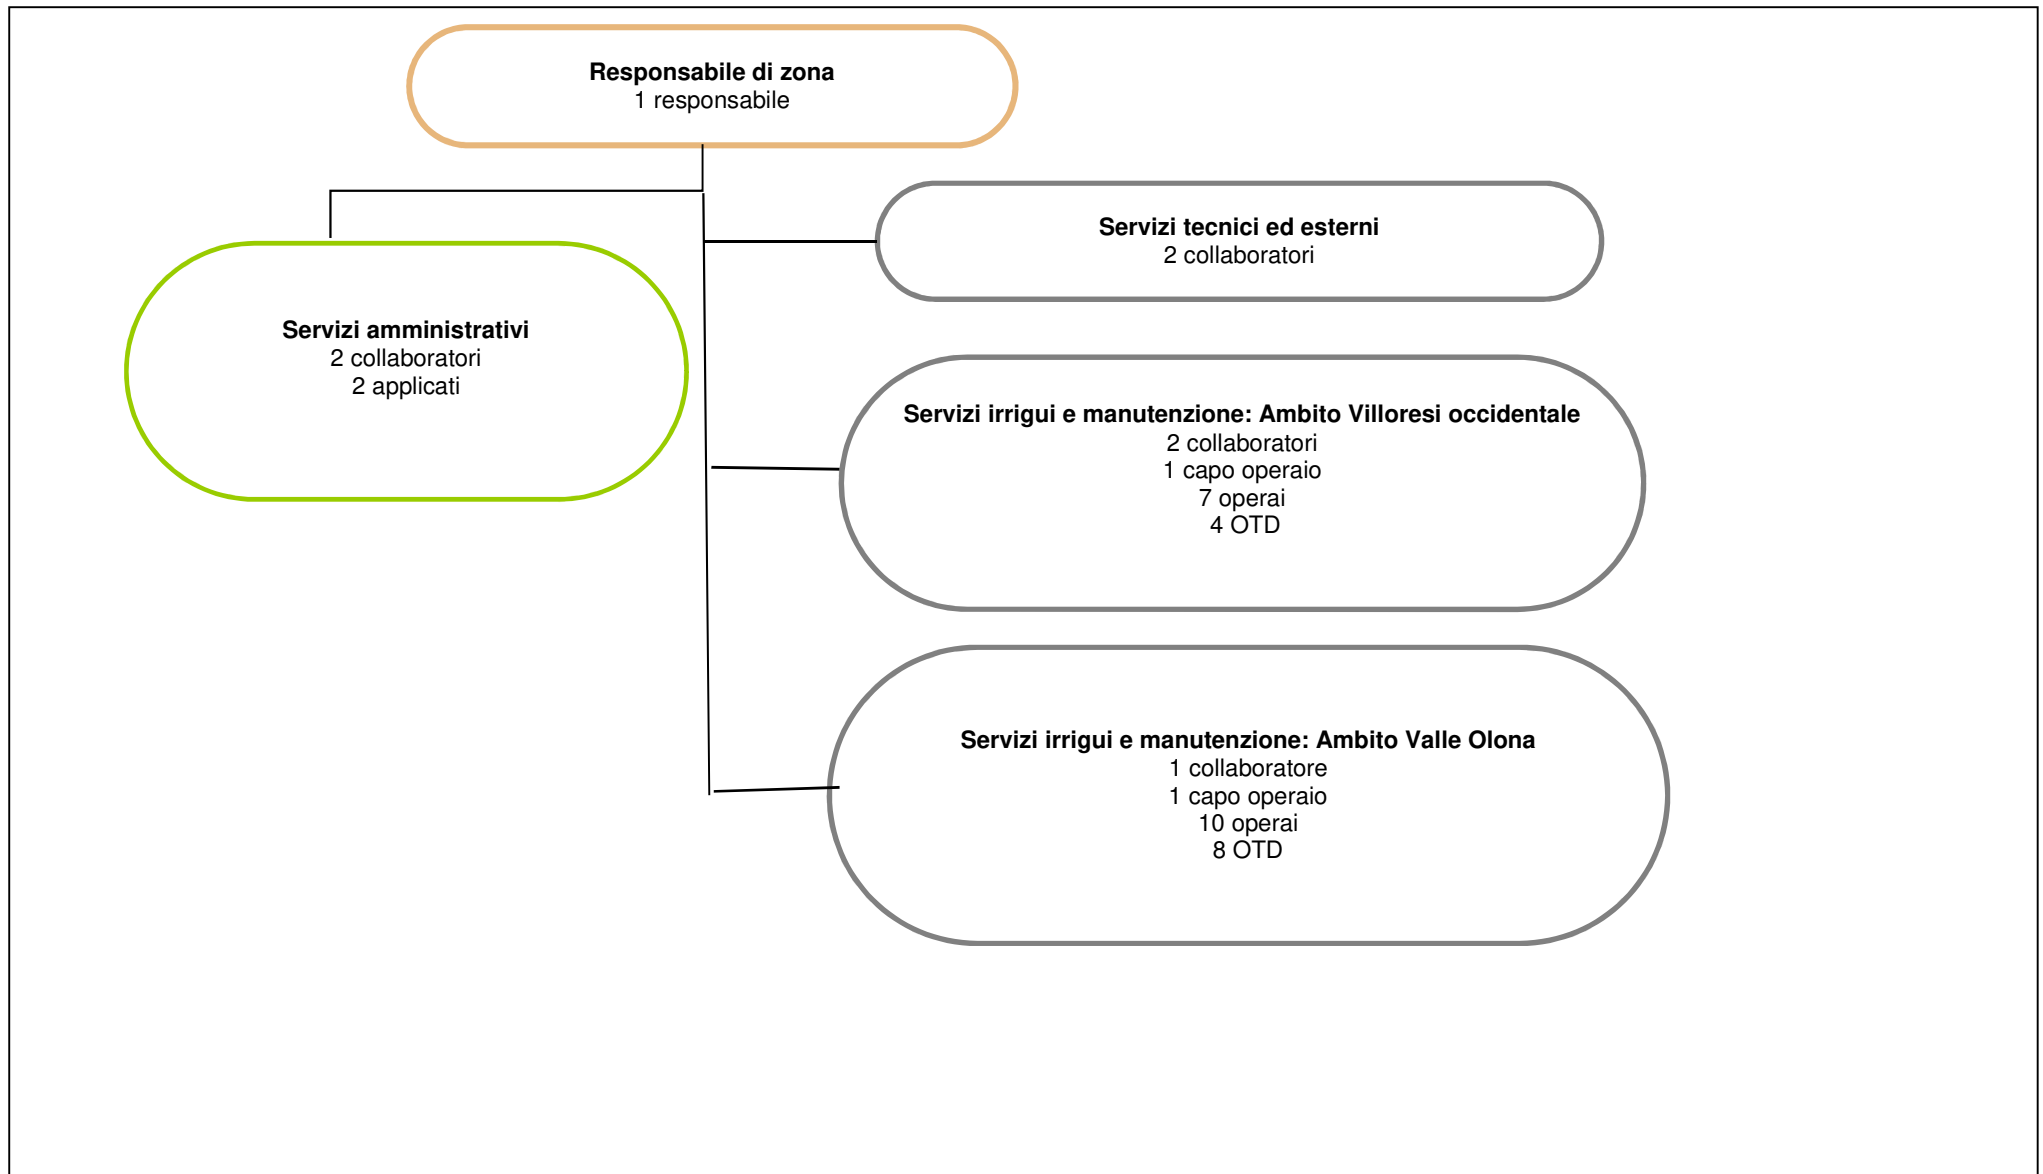 Responsabile di zona
1 responsabile
Servizi tecnici ed esterni
2 collaboratori
Servizi amministrativi
2 collaboratori
2 applicati
Servizi irrigui e manutenzione: Ambito Villoresi occidentale
2 collaboratori
1 capo operaio
7 operai
4 OTD
Servizi irrigui e manutenzione: Ambito Valle Olona
1 collaboratore
1 capo operaio
10 operai
8 OTD